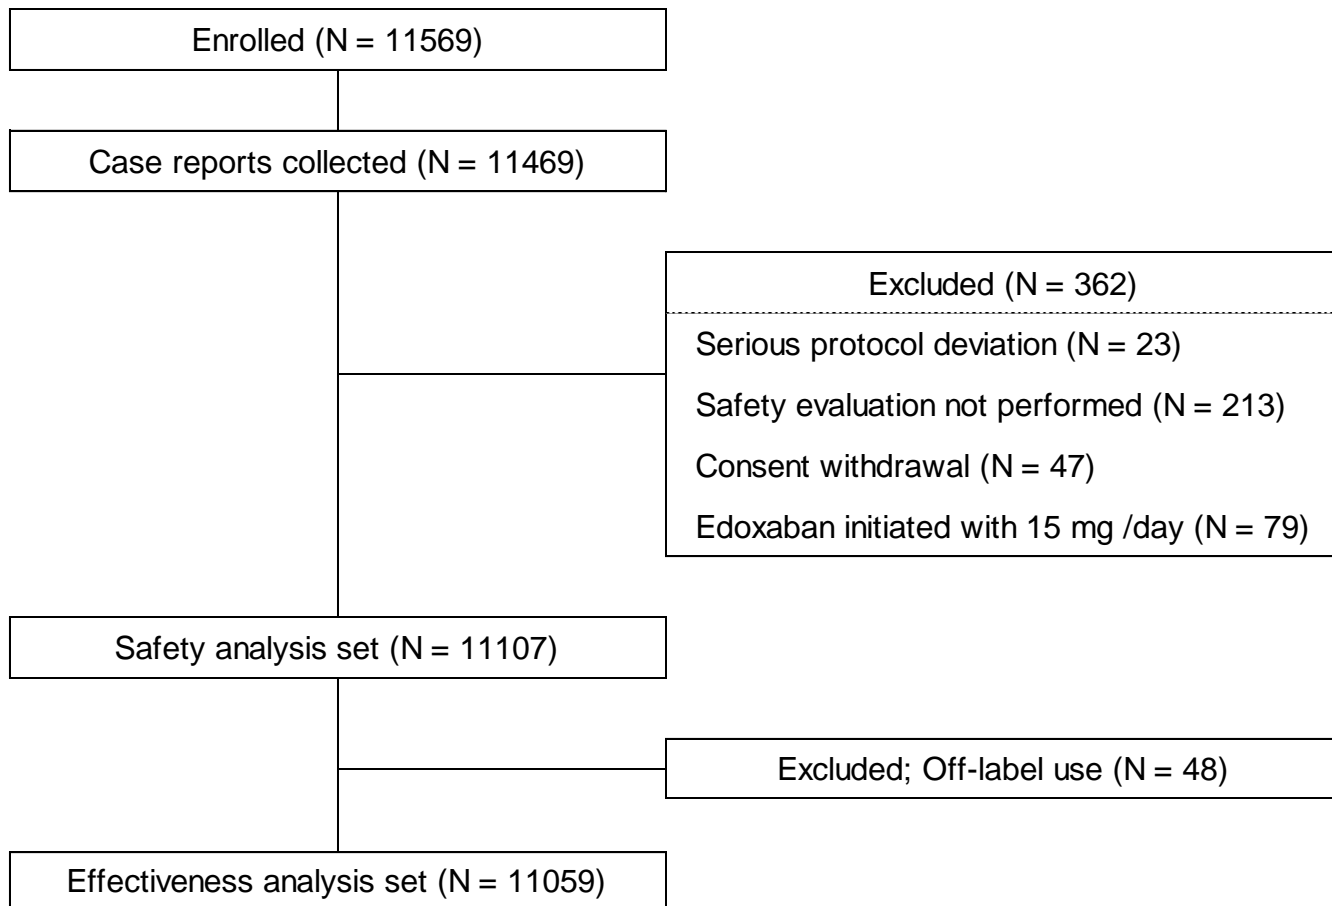 Enrolled (N = 11569)
Case reports collected (N = 11469)
Excluded (N = 362)
Serious protocol deviation (N = 23)
Safety evaluation not performed (N = 213)
Consent withdrawal (N = 47)
Edoxaban initiated with 15 mg /day (N = 79)
Safety analysis set (N = 11107)
Excluded; Off-label use (N = 48)
Effectiveness analysis set (N = 11059)